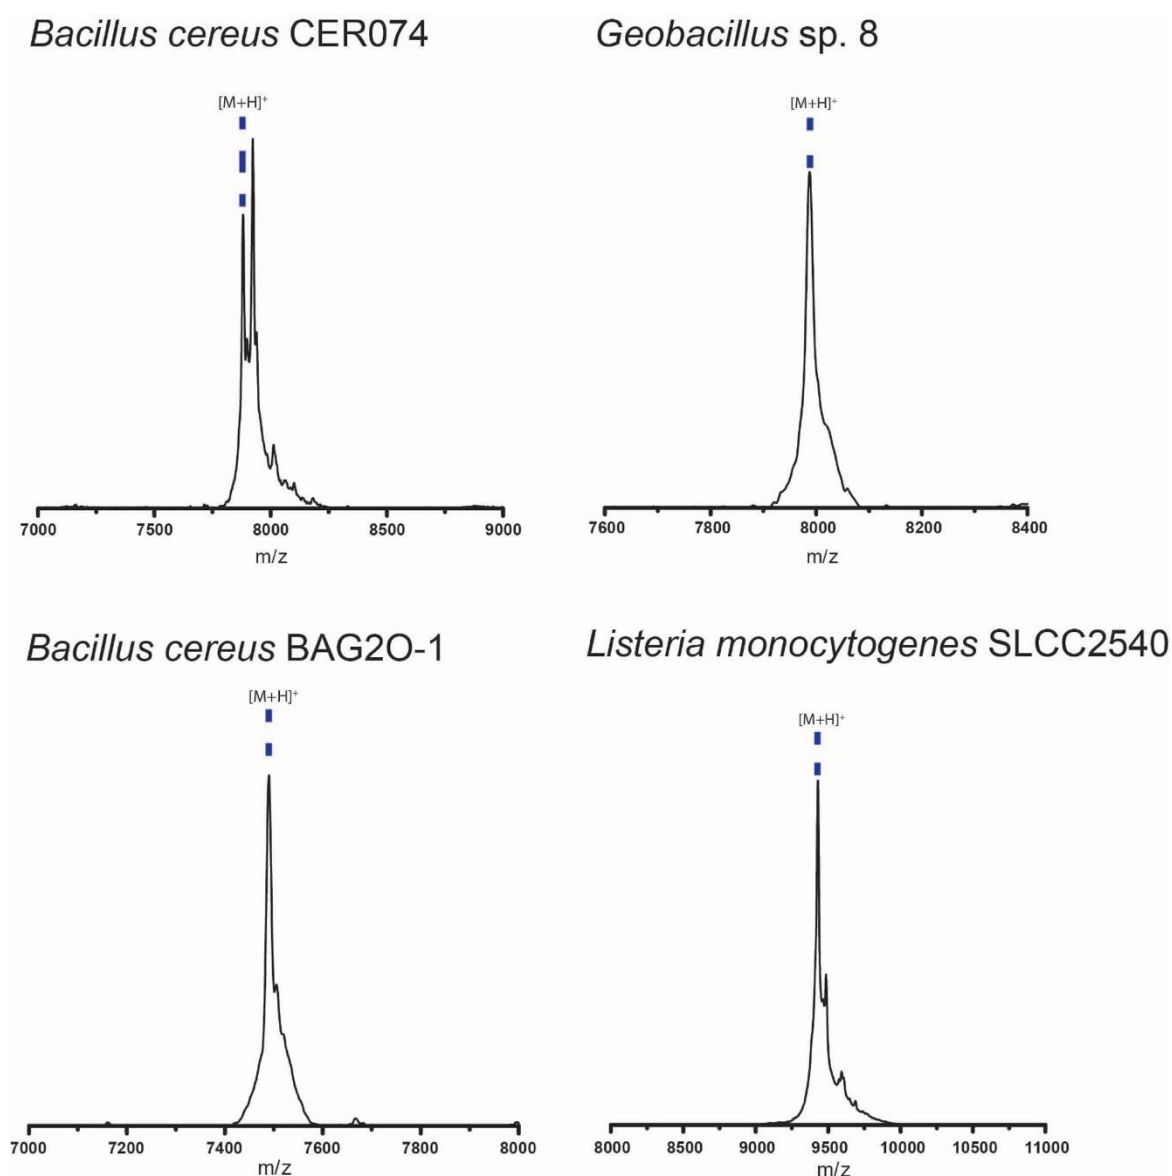 Bacillus cereus CER074
[M+H]+
7000 7500 8000 8500 9000
m/z
Geobacillus sp. 8
[M+H]+
7600 7800 8000 8200 8400
m/z
Bacillus cereus BAG2O-1
[M+H]+
7000 7200 7400 7600 7800 8000
m/z
Listeria monocytogenes SLCC2540
[M+H]+
8000 8500 9000 9500 10000 10500 11000
m/z